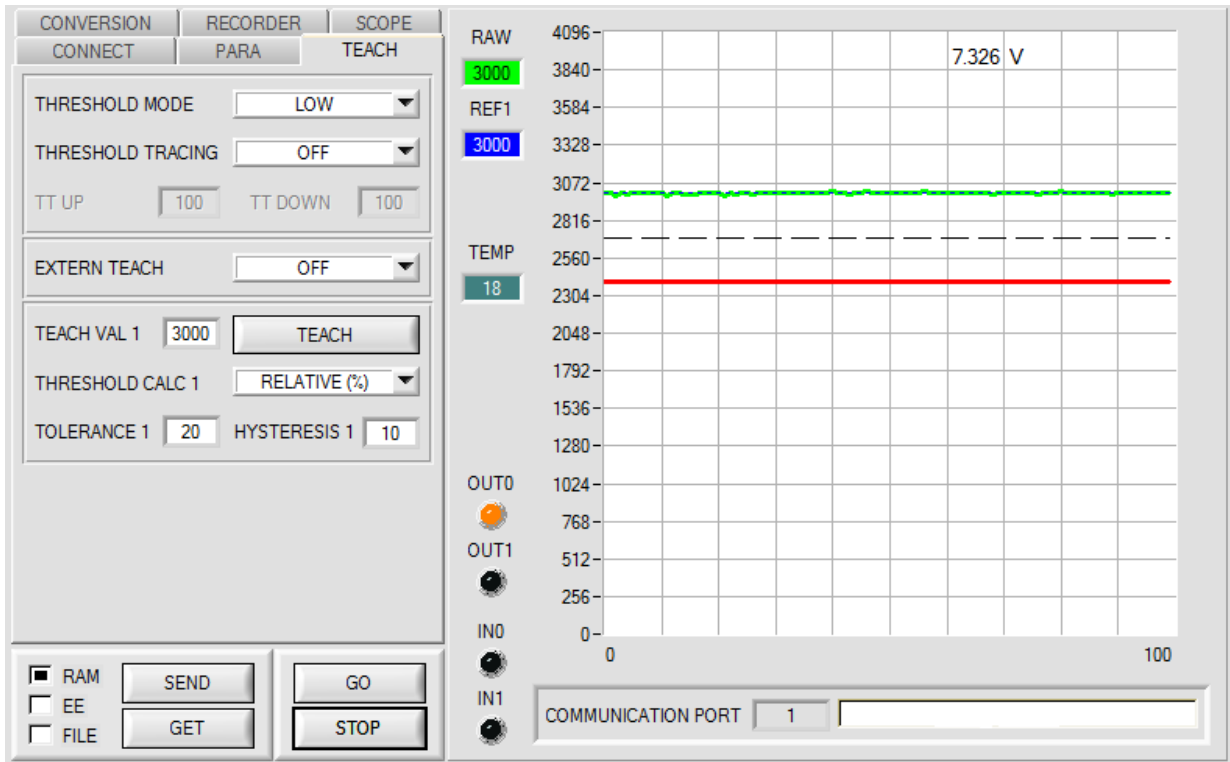 CONVERSION RECORDER SCOPE
CONNECT PARA TEACH
THRESHOLD MODE LOW
THRESHOLD TRACING OFF
TT UP 100 TT DOWN 100
EXTERN TEACH OFF
TEACH VAL 1 3000 TEACH
THRESHOLD CALC 1 RELATIVE (%)
TOLERANCE 1 20 HYSTERESIS 1 10
RAM SEND GO
EE
FILE GET STOP
RAW
3000
REF1
3000
TEMP
18
OUT0
OUT1
IN0
IN1
7.326 V
4096
3840
3584
3328
3072
2816
2560
2304
2048
1792
1536
1280
1024
768
512
256
0
0 100
COMMUNICATION PORT 1